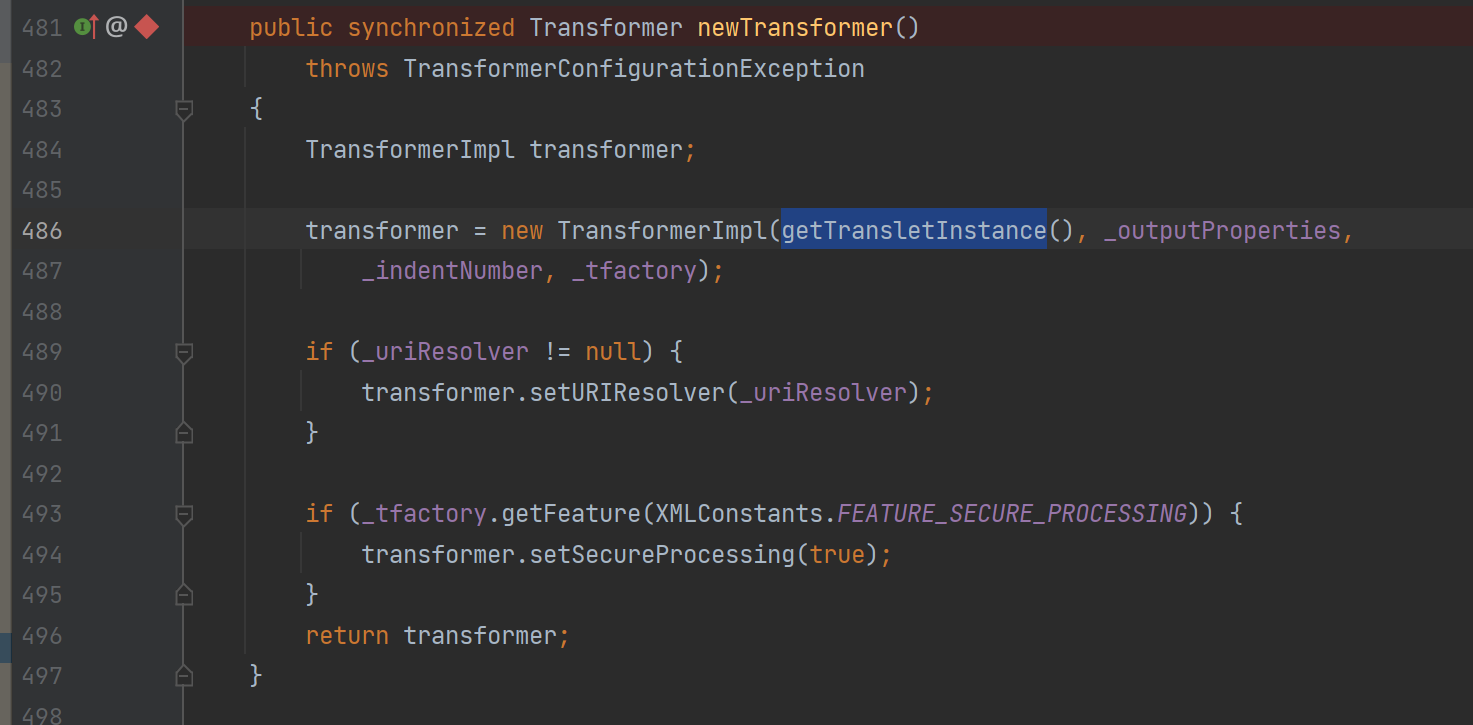 481 I @ public synchronized Transformer newTransformer()
482 throws TransformerConfigurationException
483 {
484 TransformerImpl transformer;
485
486 transformer = new TransformerImpl(getTransletInstance(), _outputProperties,
487 _indentNumber, _tfactory);
488
489 if (_uriResolver != null) {
490 transformer.setURIResolver(_uriResolver);
491 }
492
493 if (_tfactory.getFeature(XMLConstants.FEATURE_SECURE_PROCESSING)) {
494 transformer.setSecureProcessing(true);
495 }
496 return transformer;
497 }
498